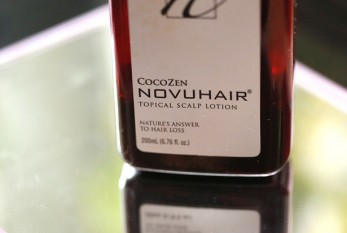 COCOZEN
NOVUHAIR®
TOPICAL SCALP LOTION
NATURE'S ANSWER
TO HAIR LOSS
200mL (6.76 fl. oz.)